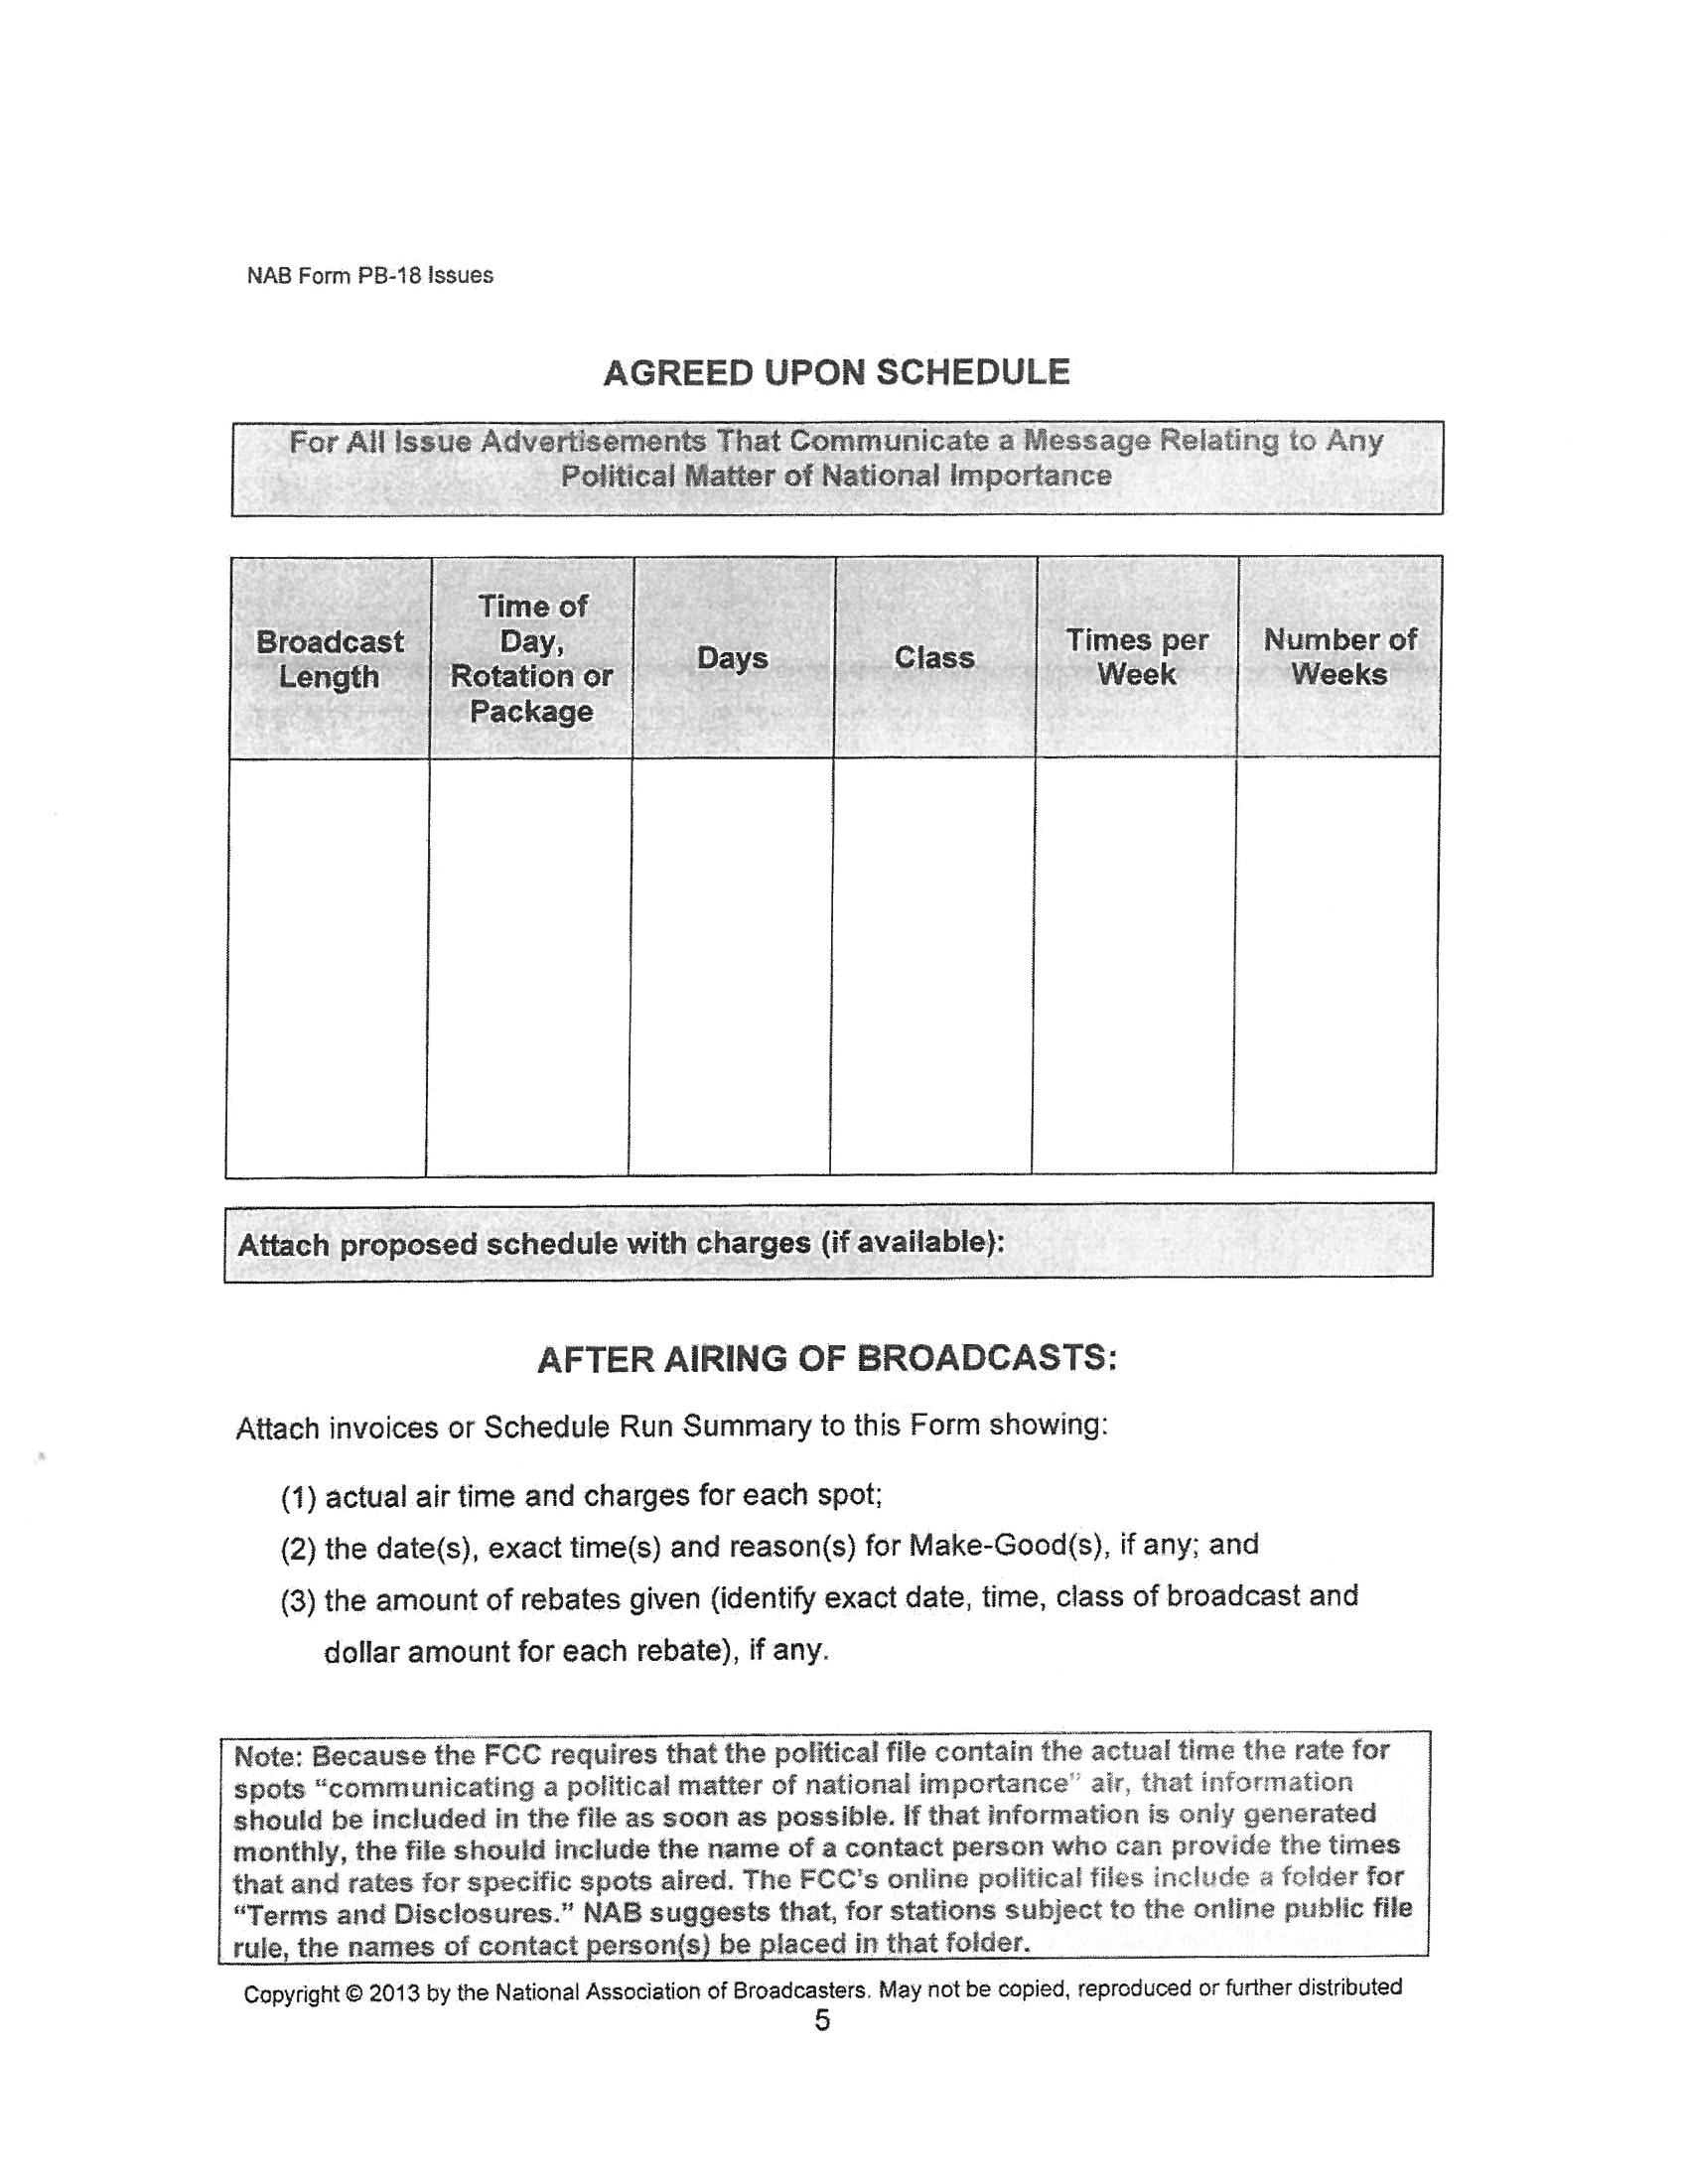 NAB Form PB-18 Issues
AGREED UPON SCHEDULE
For All Issue Advertisements That Communicate a Message Relating to Any
Political Matter of National Importance
Broadcast
Length
Time of
Day,
Rotation or
Package
Days
Class
Times per
Week
Number of
Weeks
Attach proposed schedule with charges (if available):
AFTER AIRING OF BROADCASTS:
Attach invoices or Schedule Run Summary to this Form showing:
(1) actual air time and charges for each spot;
(2) the date(s), exact time(s) and reason(s) for Make-Good(s), if any; and
(3) the amount of rebates given (identify exact date, time, class of broadcast and
dollar amount for each rebate), if any.
Note: Because the FCC requires that the political file contain the actual time the rate for
spots “communicating a political matter of national importance” air, that information
should be included in the file as soon as possible. If that information is only generated
monthly, the file should include the name of a contact person who can provide the times
that and rates for specific spots aired. The FCC's online political files include a folder for
“Terms and Disclosures.” NAB suggests that, for stations subject to the online public file
rule, the names of contact person(s) be placed in that folder.
Copyright © 2013 by the National Association of Broadcasters. May not be copied, reproduced or further distributed
5